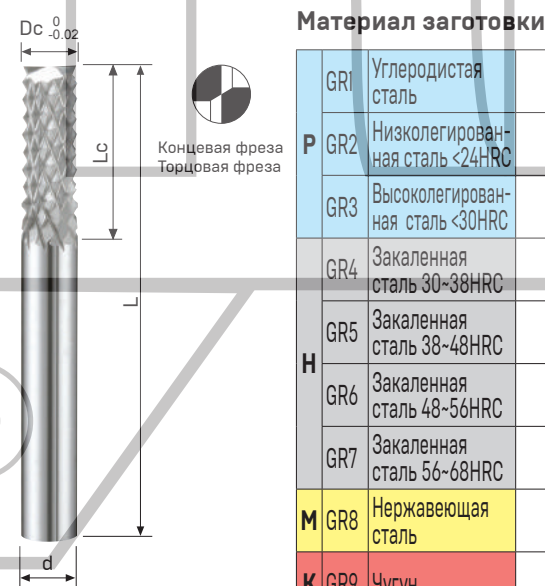 Dc 0 -0.02
Lc
L
d
Концевая фреза
Торцовая фреза
Материал заготовки
P
GR1 Углеродистая
сталь
GR2 Низколегирован-
ная сталь <24HRC
GR3 Высоколегирован-
ная сталь <30HRC
H
GR4 Закаленная
сталь 30~38HRC
GR5 Закаленная
сталь 38~48HRC
GR6 Закаленная
сталь 48~56HRC
GR7 Закаленная
сталь 56~68HRC
M GR8 Нержавеющая
сталь
K GR9 Чугун